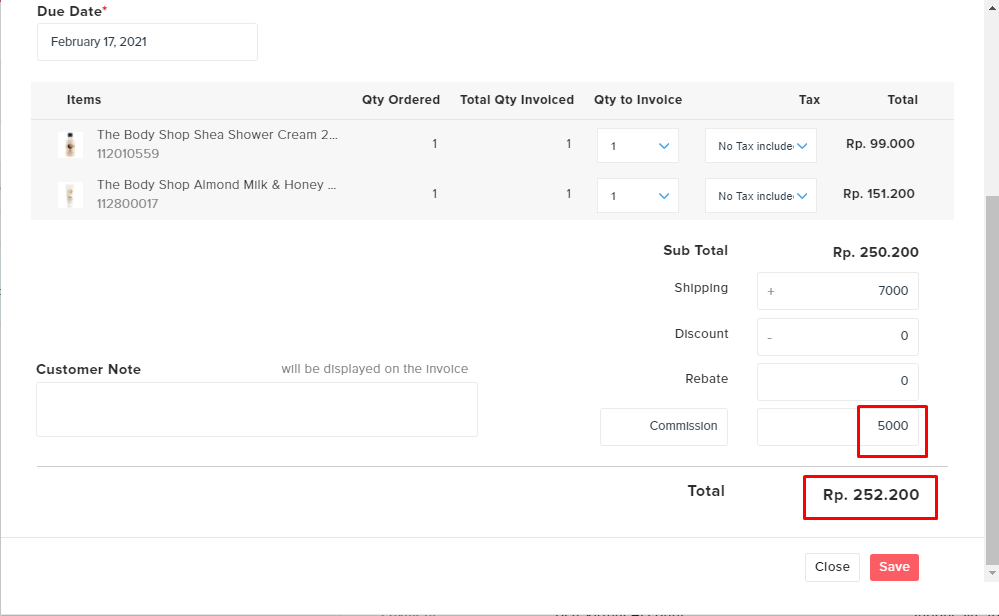 Due Date*
February 17, 2021
Items Qty Ordered Total Qty Invoiced Qty to Invoice Tax Total
The Body Shop Shea Shower Cream 2...
112010559
1 1 1 No Tax include Rp. 99.000
The Body Shop Almond Milk & Honey ...
112800017
1 1 1 No Tax include Rp. 151.200
Sub Total Rp. 250.200
Shipping + 7000
Discount - 0
Rebate 0
Customer Note will be displayed on the invoice
Commission 5000
Total Rp. 252.200
Close Save